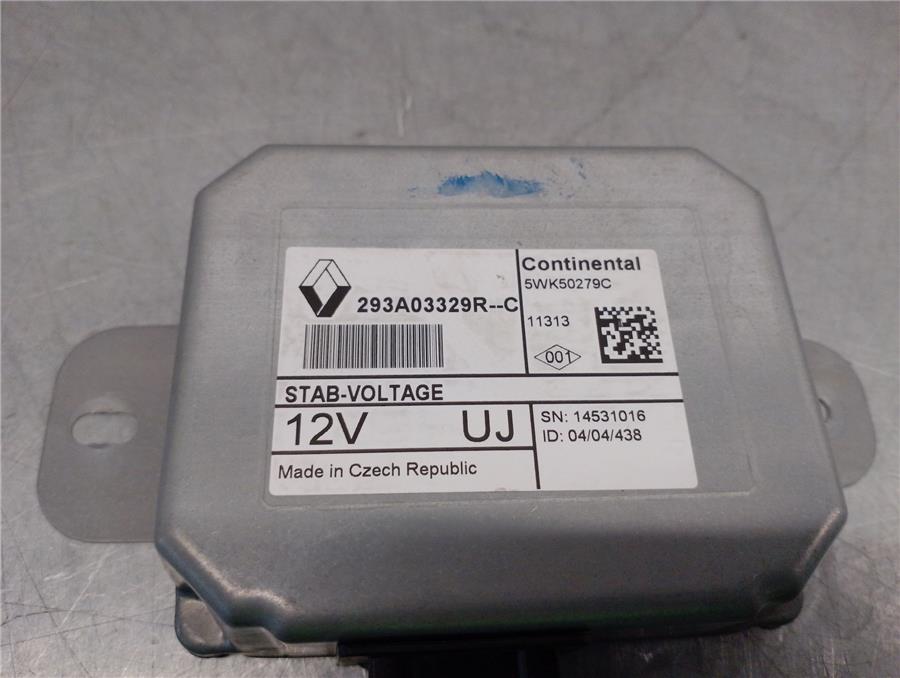 293A03329R--C
Continental
5WK50279C
11313
001
STAB-VOLTAGE
12V UJ
SN: 14531016
ID: 04/04/438
Made in Czech Republic